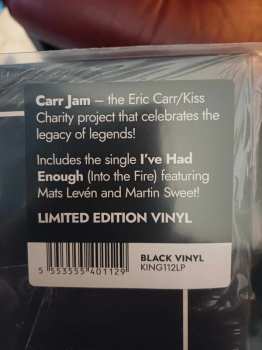 Carr Jam – the Eric Carr/Kiss
Charity project that celebrates the
legacy of legends!
Includes the single I've Had
Enough (Into the Fire) featuring
Mats Levén and Martin Sweet!
LIMITED EDITION VINYL
BLACK VINYL
KING112LP
5 553555 401129